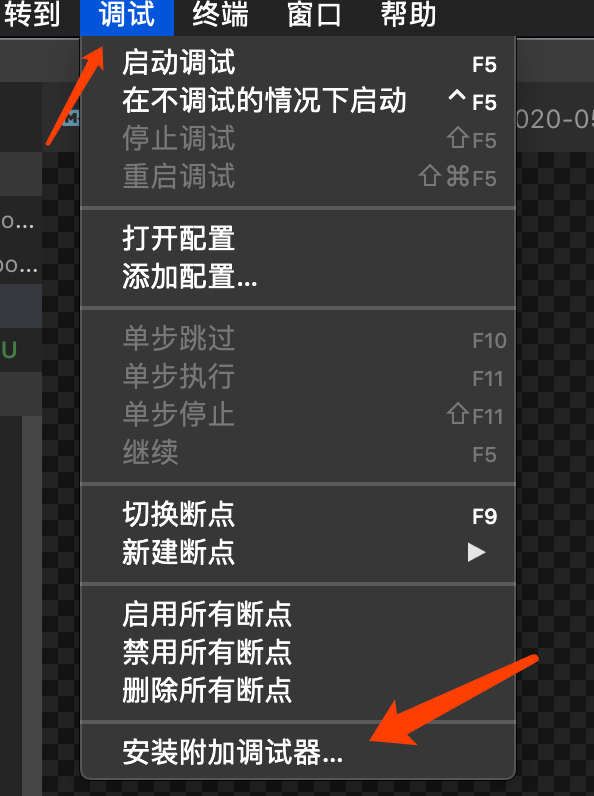 转到 调试 终端 窗口 帮助
启动调试 F5
在不调试的情况下启动 ^F5
停止调试 ⇧F5
重启调试 ⇧⌘F5
打开配置
添加配置...
单步跳过 F10
单步执行 F11
单步停止 ⇧F11
继续 F5
切换断点 F9
新建断点 ▶
启用所有断点
禁用所有断点
删除所有断点
安装附加调试器...
020-05
o...
oo...
U